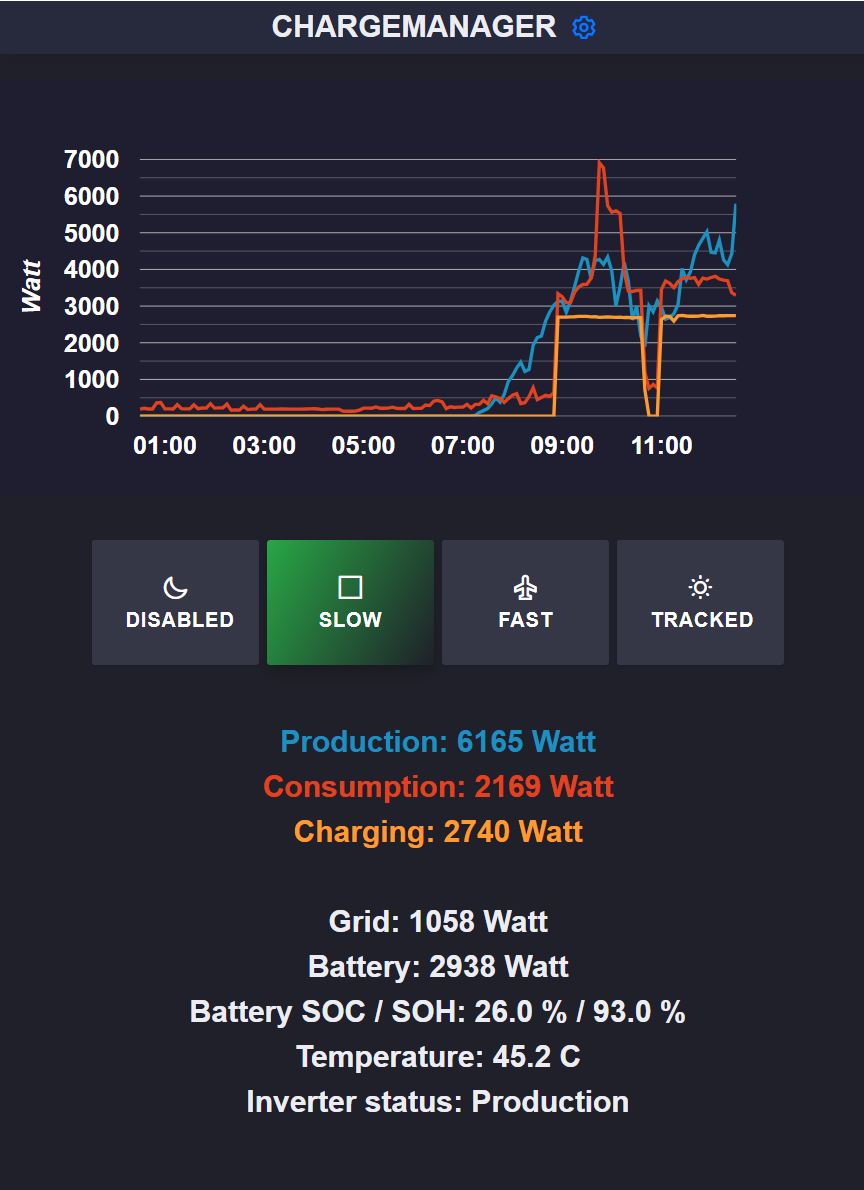 CHARGEMANAGER
Watt
7000
6000
5000
4000
3000
2000
1000
0
01:00 03:00 05:00 07:00 09:00 11:00
DISABLED SLOW FAST TRACKED
Production: 6165 Watt
Consumption: 2169 Watt
Charging: 2740 Watt
Grid: 1058 Watt
Battery: 2938 Watt
Battery SOC / SOH: 26.0 % / 93.0 %
Temperature: 45.2 C
Inverter status: Production